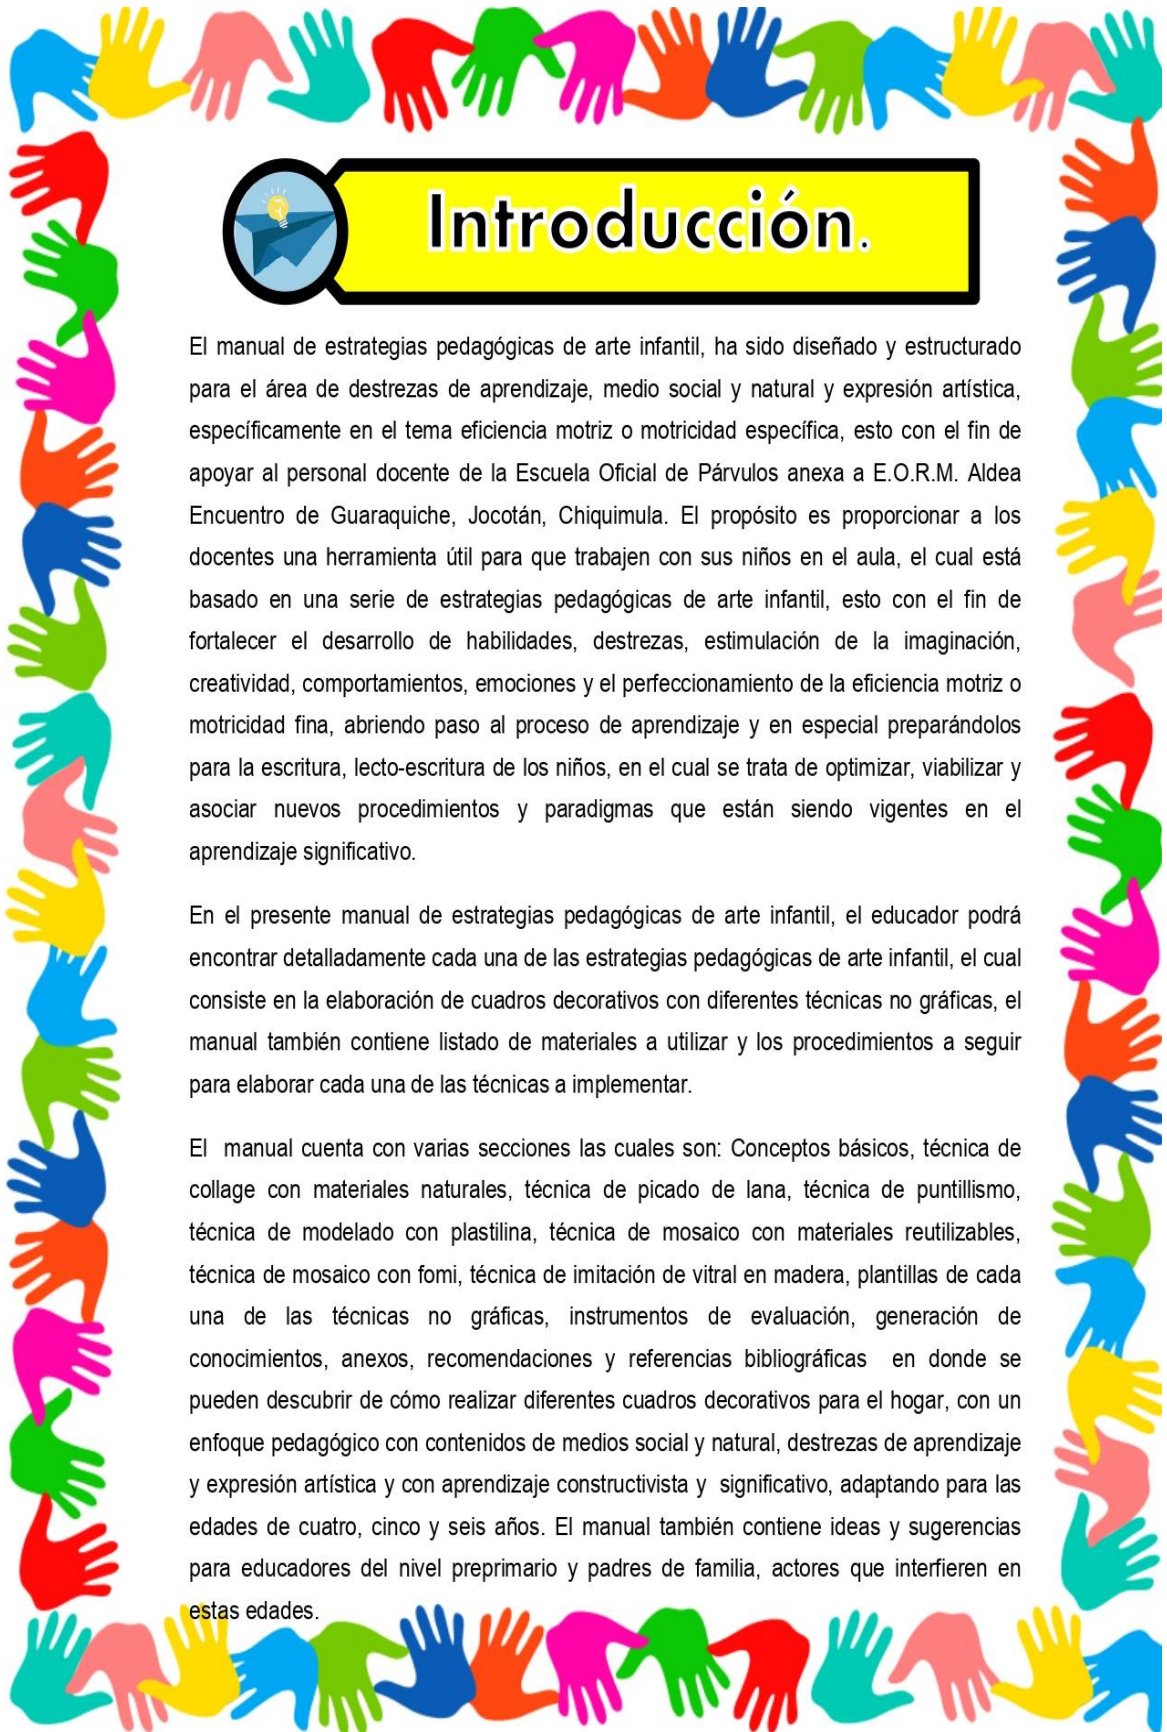 Introducción.
El manual de estrategias pedagógicas de arte infantil, ha sido diseñado y estructurado
para el área de destrezas de aprendizaje, medio social y natural y expresión artística,
específicamente en el tema eficiencia motriz o motricidad específica, esto con el fin de
apoyar al personal docente de la Escuela Oficial de Párvulos anexa a E.O.R.M. Aldea
Encuentro de Guaraquiche, Jocotán, Chiquimula. El propósito es proporcionar a los
docentes una herramienta útil para que trabajen con sus niños en el aula, el cual está
basado en una serie de estrategias pedagógicas de arte infantil, esto con el fin de
fortalecer el desarrollo de habilidades, destrezas, estimulación de la imaginación,
creatividad, comportamientos, emociones y el perfeccionamiento de la eficiencia motriz o
motricidad fina, abriendo paso al proceso de aprendizaje y en especial preparándolos
para la escritura, lecto-escritura de los niños, en el cual se trata de optimizar, viabilizar y
asociar nuevos procedimientos y paradigmas que están siendo vigentes en el
aprendizaje significativo.
En el presente manual de estrategias pedagógicas de arte infantil, el educador podrá
encontrar detalladamente cada una de las estrategias pedagógicas de arte infantil, el cual
consiste en la elaboración de cuadros decorativos con diferentes técnicas no gráficas, el
manual también contiene listado de materiales a utilizar y los procedimientos a seguir
para elaborar cada una de las técnicas a implementar.
El  manual cuenta con varias secciones las cuales son: Conceptos básicos, técnica de
collage con materiales naturales, técnica de picado de lana, técnica de puntillismo,
técnica de modelado con plastilina, técnica de mosaico con materiales reutilizables,
técnica de mosaico con fomi, técnica de imitación de vitral en madera, plantillas de cada
una de las técnicas no gráficas, instrumentos de evaluación, generación de
conocimientos, anexos, recomendaciones y referencias bibliográficas  en donde se
pueden descubrir de cómo realizar diferentes cuadros decorativos para el hogar, con un
enfoque pedagógico con contenidos de medios social y natural, destrezas de aprendizaje
y expresión artística y con aprendizaje constructivista y  significativo, adaptando para las
edades de cuatro, cinco y seis años. El manual también contiene ideas y sugerencias
para educadores del nivel preprimario y padres de familia, actores que interfieren en
estas edades.